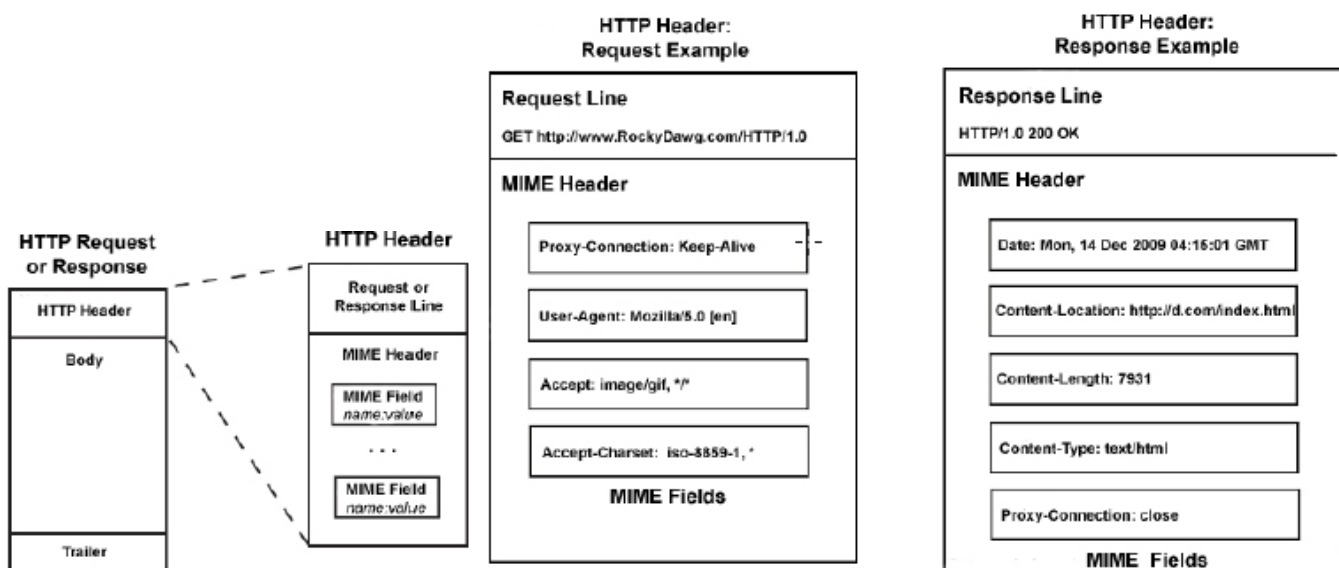 HTTP Request
or Response
HTTP Header
Body
Trailer
HTTP Header
Request or
Response Line
MIME Header
MIME Field
name:value
...
MIME Field
name:value
HTTP Header:
Request Example
Request Line
GET http://www.RockyDawg.com/HTTP/1.0
MIME Header
Proxy-Connection: Keep-Alive
User-Agent: Mozilla/5.0 [en]
Accept: image/gif, */*
Accept-Charset: iso-8859-1, *
MIME Fields
HTTP Header:
Response Example
Response Line
HTTP/1.0 200 OK
MIME Header
Date: Mon, 14 Dec 2009 04:15:01 GMT
Content-Location: http://d.com/index.html
Content-Length: 7931
Content-Type: text/html
Proxy-Connection: close
MIME Fields